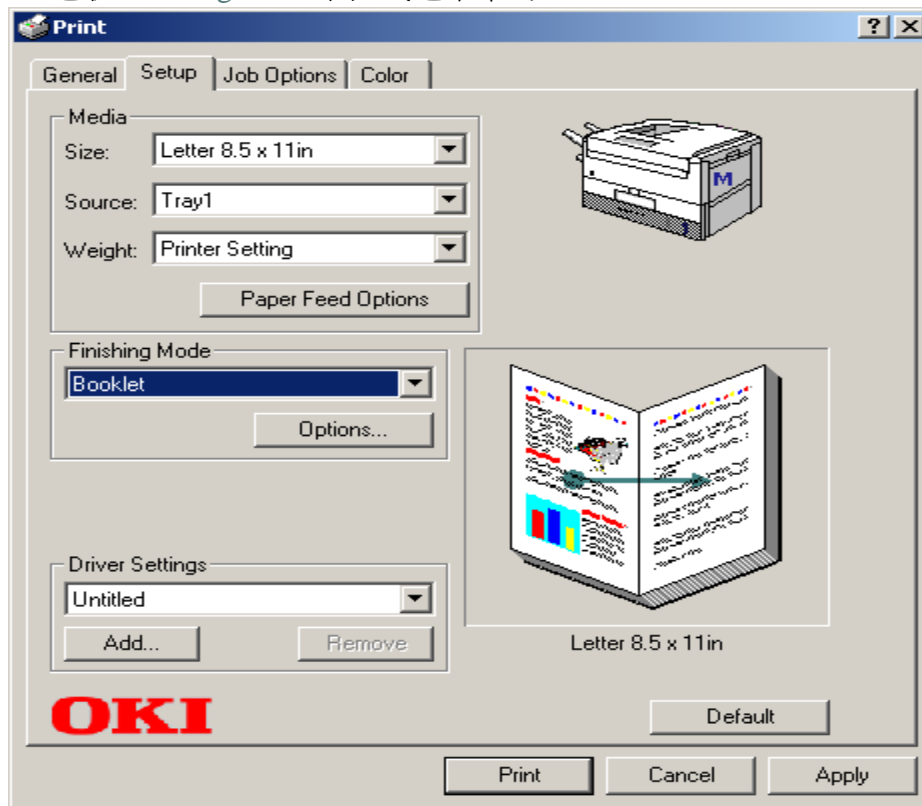 Print
General Setup Job Options Color
Media
Size: Letter 8.5 x 11in
Source: Tray1
Weight: Printer Setting
Paper Feed Options
M
1
Finishing Mode
Booklet
Options...
Driver Settings
Untitled
Add... Remove
Letter 8.5 x 11in
OKI
Default
Print Cancel Apply